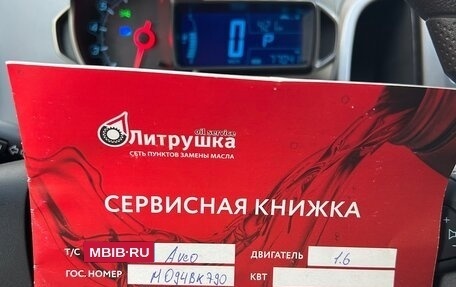 0 P
oil service
Литрушка
СЕТЬ ПУНКТОВ ЗАМЕНЫ МАСЛА
СЕРВИСНАЯ КНИЖКА
Т/С Aveo ДВИГАТЕЛЬ 1.6
MBIB-RU
ГОС. НОМЕР М094ВК790 КВТ